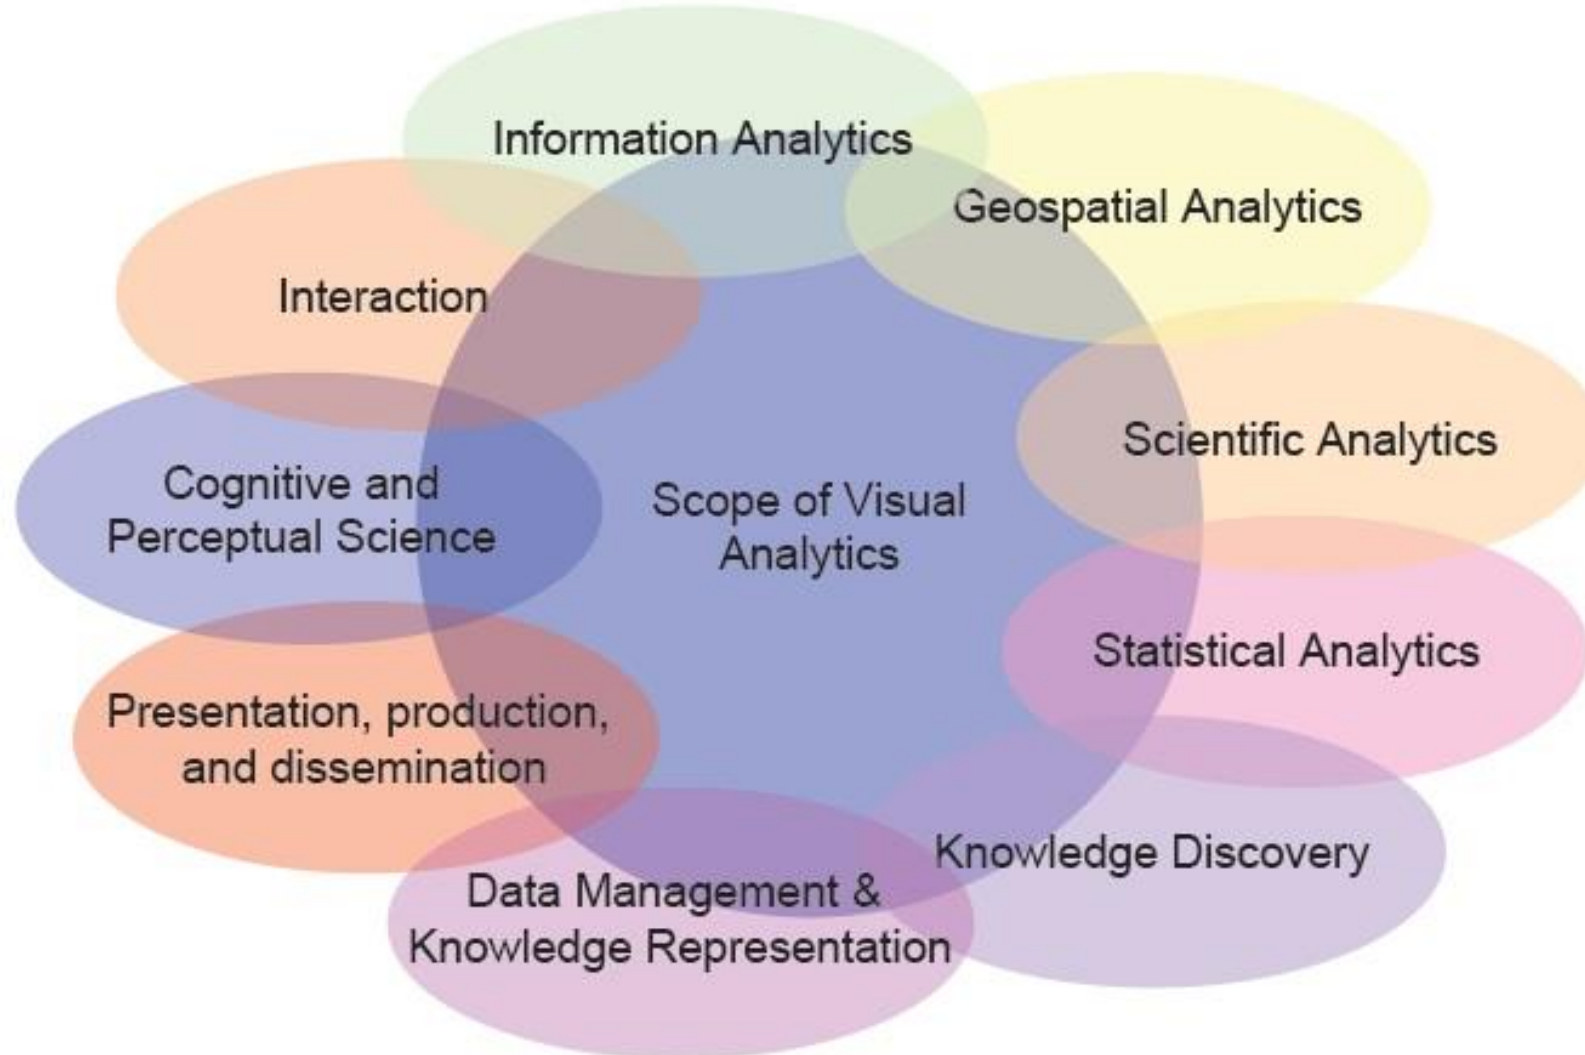 Information Analytics
Geospatial Analytics
Interaction
Scientific Analytics
Cognitive and
Perceptual Science
Scope of Visual
Analytics
Statistical Analytics
Presentation, production,
and dissemination
Knowledge Discovery
Data Management &
Knowledge Representation